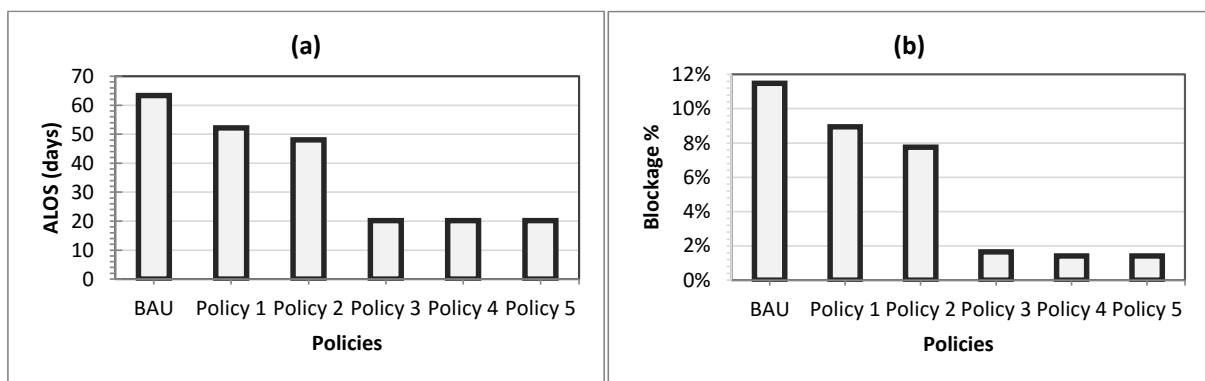 (a)
70
60
50
40
30
20
10
0
ALOS (days)
BAU Policy 1 Policy 2 Policy 3 Policy 4 Policy 5
Policies
(b)
12%
10%
8%
6%
4%
2%
0%
Blockage %
BAU Policy 1 Policy 2 Policy 3 Policy 4 Policy 5
Policies